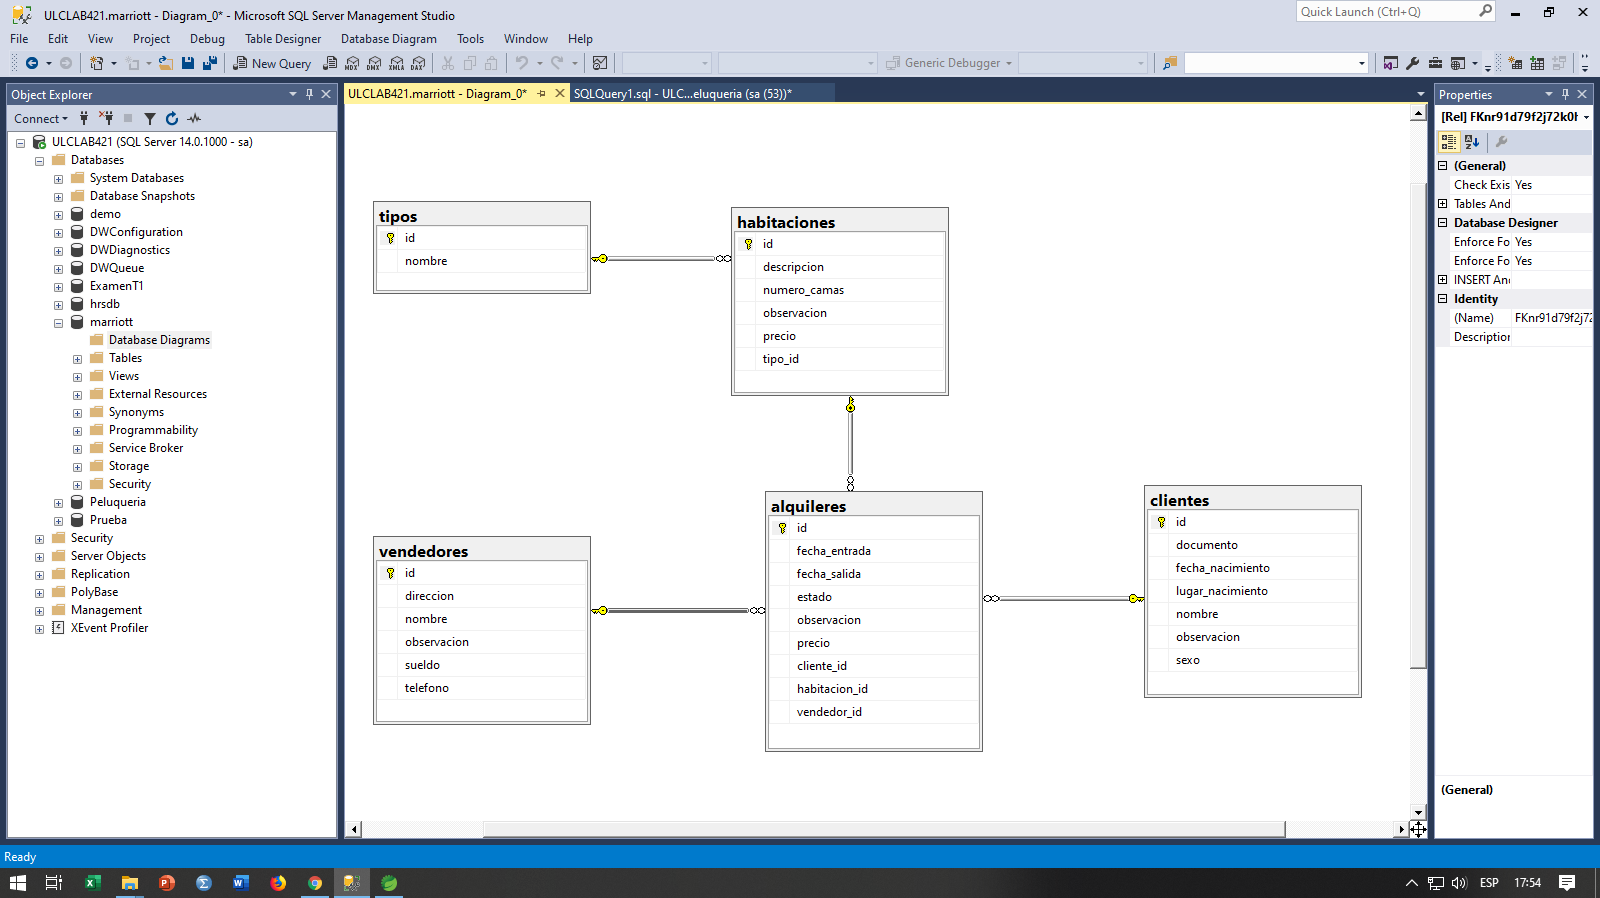 ULCLAB421.marriott - Diagram_0* - Microsoft SQL Server Management Studio
Quick Launch (Ctrl+Q)
File Edit View Project Debug Table Designer Database Diagram Tools Window Help
New Query
MDX
DMX
XMLA
DAX
Generic Debugger
Object Explorer
Connect
ULCLAB421 (SQL Server 14.0.1000 - sa)
Databases
System Databases
Database Snapshots
demo
DWConfiguration
DWDiagnostics
DWQueue
ExamenT1
hrsdb
marriott
Database Diagrams
Tables
Views
External Resources
Synonyms
Programmability
Service Broker
Storage
Security
Peluqueria
Prueba
Security
Server Objects
Replication
PolyBase
Management
XEvent Profiler
ULCLAB421.marriott - Diagram_0*
SQLQuery1.sql - ULC...eluqueria (sa (53))*
tipos
id
nombre
habitaciones
id
descripcion
numero_camas
observacion
precio
tipo_id
vendedores
id
direccion
nombre
observacion
sueldo
telefono
alquileres
id
fecha_entrada
fecha_salida
estado
observacion
precio
cliente_id
habitacion_id
vendedor_id
clientes
id
documento
fecha_nacimiento
lugar_nacimiento
nombre
observacion
sexo
Properties
[Rel] FKnr91d79f2j72k0
(General)
Check Exis Yes
Tables And
Database Designer
Enforce Fo Yes
Enforce Fo Yes
INSERT An
Identity
(Name) FKnr91d79f2j72
Description
(General)
Ready
ESP 17:54